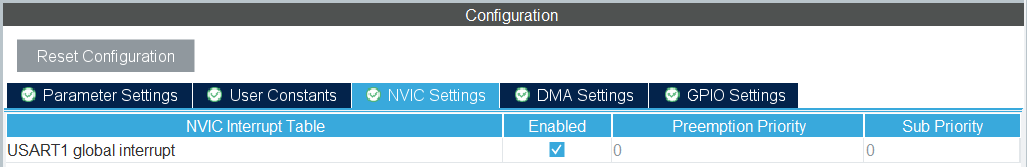 Configuration
Reset Configuration
Parameter Settings User Constants NVIC Settings DMA Settings GPIO Settings
NVIC Interrupt Table Enabled Preemption Priority Sub Priority
USART1 global interrupt 0 0